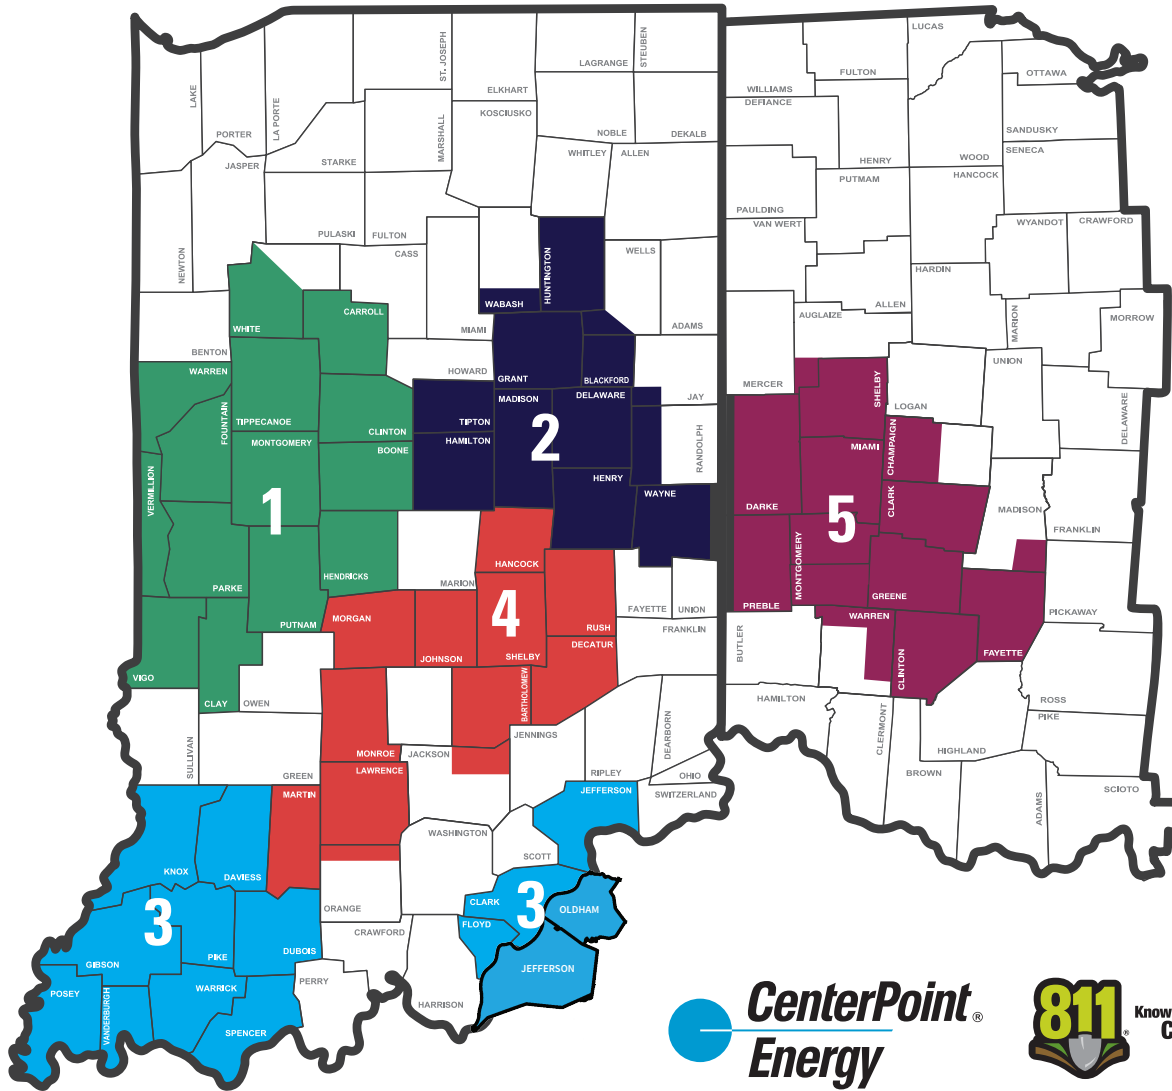 LAKE
PORTER
LA PORTE
ST. JOSEPH
ELKHART
LAGRANGE
STEUBEN
JASPER
STARKE
MARSHALL
KOSCIUSKO
NOBLE
DEKALB
WHITLEY
ALLEN
NEWTON
PULASKI
FULTON
CASS
MIAMI
WABASH
HUNTINGTON
WELLS
ADAMS
BENTON
WHITE
CARROLL
HOWARD
GRANT
BLACKFORD
JAY
WARREN
FOUNTAIN
TIPPECANOE
CLINTON
TIPTON
MADISON
DELAWARE
RANDOLPH
VERMILLION
MONTGOMERY
BOONE
HAMILTON
HENRY
WAYNE
1
2
PARKE
PUTNAM
HENDRICKS
MARION
HANCOCK
RUSH
FAYETTE
UNION
FRANKLIN
VIGO
CLAY
OWEN
MORGAN
JOHNSON
SHELBY
DECATUR
4
SULLIVAN
GREEN
MONROE
BARTHOLOMEW
JENNINGS
RIPLEY
DEARBORN
OHIO
SWITZERLAND
LAWRENCE
JACKSON
JEFFERSON
MARTIN
WASHINGTON
SCOTT
KNOX
DAVIESS
ORANGE
CLARK
FLOYD
3
OLDHAM
JEFFERSON
3
GIBSON
PIKE
DUBOIS
CRAWFORD
HARRISON
PERRY
POSEY
VANDERBURGH
WARRICK
SPENCER
WILLIAMS
DEFIANCE
FULTON
LUCAS
OTTAWA
HENRY
WOOD
SANDUSKY
SENECA
PAULDING
VAN WERT
PUTMAM
HANCOCK
WYANDOT
CRAWFORD
ALLEN
HARDIN
MARION
MORROW
AUGLAIZE
MERCER
SHELBY
LOGAN
UNION
DELAWARE
DARKE
MIAMI
CHAMPAIGN
CLARK
MADISON
FRANKLIN
5
PREBLE
MONTGOMERY
GREENE
FAYETTE
PICKAWAY
BUTLER
WARREN
CLINTON
ROSS
HAMILTON
CLERMONT
HIGHLAND
PIKE
BROWN
ADAMS
SCIOTO
CenterPoint®
Energy
811®
Know
C